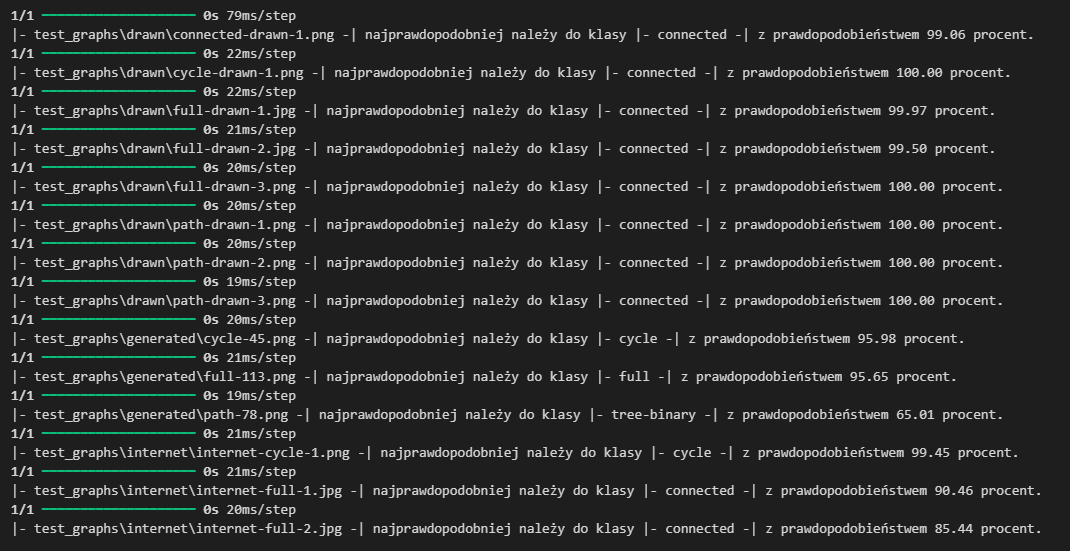 1/1 ━━━━━━━━━━━━━━━━━━━━ 0s 79ms/step
|- test_graphs\drawn\connected-drawn-1.png -| najprawdopodobniej należy do klasy |- connected -| z prawdopodobieństwem 99.06 procent.
1/1 ━━━━━━━━━━━━━━━━━━━━ 0s 22ms/step
|- test_graphs\drawn\cycle-drawn-1.png -| najprawdopodobniej należy do klasy |- connected -| z prawdopodobieństwem 100.00 procent.
1/1 ━━━━━━━━━━━━━━━━━━━━ 0s 22ms/step
|- test_graphs\drawn\full-drawn-1.jpg -| najprawdopodobniej należy do klasy |- connected -| z prawdopodobieństwem 99.97 procent.
1/1 ━━━━━━━━━━━━━━━━━━━━ 0s 21ms/step
|- test_graphs\drawn\full-drawn-2.jpg -| najprawdopodobniej należy do klasy |- connected -| z prawdopodobieństwem 99.50 procent.
1/1 ━━━━━━━━━━━━━━━━━━━━ 0s 20ms/step
|- test_graphs\drawn\full-drawn-3.png -| najprawdopodobniej należy do klasy |- connected -| z prawdopodobieństwem 100.00 procent.
1/1 ━━━━━━━━━━━━━━━━━━━━ 0s 20ms/step
|- test_graphs\drawn\path-drawn-1.png -| najprawdopodobniej należy do klasy |- connected -| z prawdopodobieństwem 100.00 procent.
1/1 ━━━━━━━━━━━━━━━━━━━━ 0s 20ms/step
|- test_graphs\drawn\path-drawn-2.png -| najprawdopodobniej należy do klasy |- connected -| z prawdopodobieństwem 100.00 procent.
1/1 ━━━━━━━━━━━━━━━━━━━━ 0s 19ms/step
|- test_graphs\drawn\path-drawn-3.png -| najprawdopodobniej należy do klasy |- connected -| z prawdopodobieństwem 100.00 procent.
1/1 ━━━━━━━━━━━━━━━━━━━━ 0s 20ms/step
|- test_graphs\generated\cycle-45.png -| najprawdopodobniej należy do klasy |- cycle -| z prawdopodobieństwem 95.98 procent.
1/1 ━━━━━━━━━━━━━━━━━━━━ 0s 21ms/step
|- test_graphs\generated\full-113.png -| najprawdopodobniej należy do klasy |- full -| z prawdopodobieństwem 95.65 procent.
1/1 ━━━━━━━━━━━━━━━━━━━━ 0s 19ms/step
|- test_graphs\generated\path-78.png -| najprawdopodobniej należy do klasy |- tree-binary -| z prawdopodobieństwem 65.01 procent.
1/1 ━━━━━━━━━━━━━━━━━━━━ 0s 21ms/step
|- test_graphs\internet\internet-cycle-1.png -| najprawdopodobniej należy do klasy |- cycle -| z prawdopodobieństwem 99.45 procent.
1/1 ━━━━━━━━━━━━━━━━━━━━ 0s 21ms/step
|- test_graphs\internet\internet-full-1.jpg -| najprawdopodobniej należy do klasy |- connected -| z prawdopodobieństwem 90.46 procent.
1/1 ━━━━━━━━━━━━━━━━━━━━ 0s 20ms/step
|- test_graphs\internet\internet-full-2.jpg -| najprawdopodobniej należy do klasy |- connected -| z prawdopodobieństwem 85.44 procent.